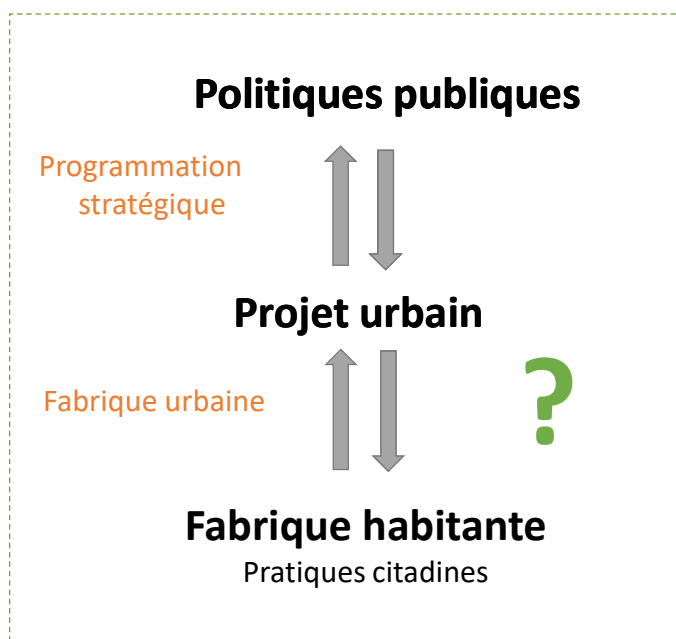 Politiques publiques
Programmation
stratégique
Projet urbain
Fabrique urbaine
?
Fabrique habitante
Pratiques citadines